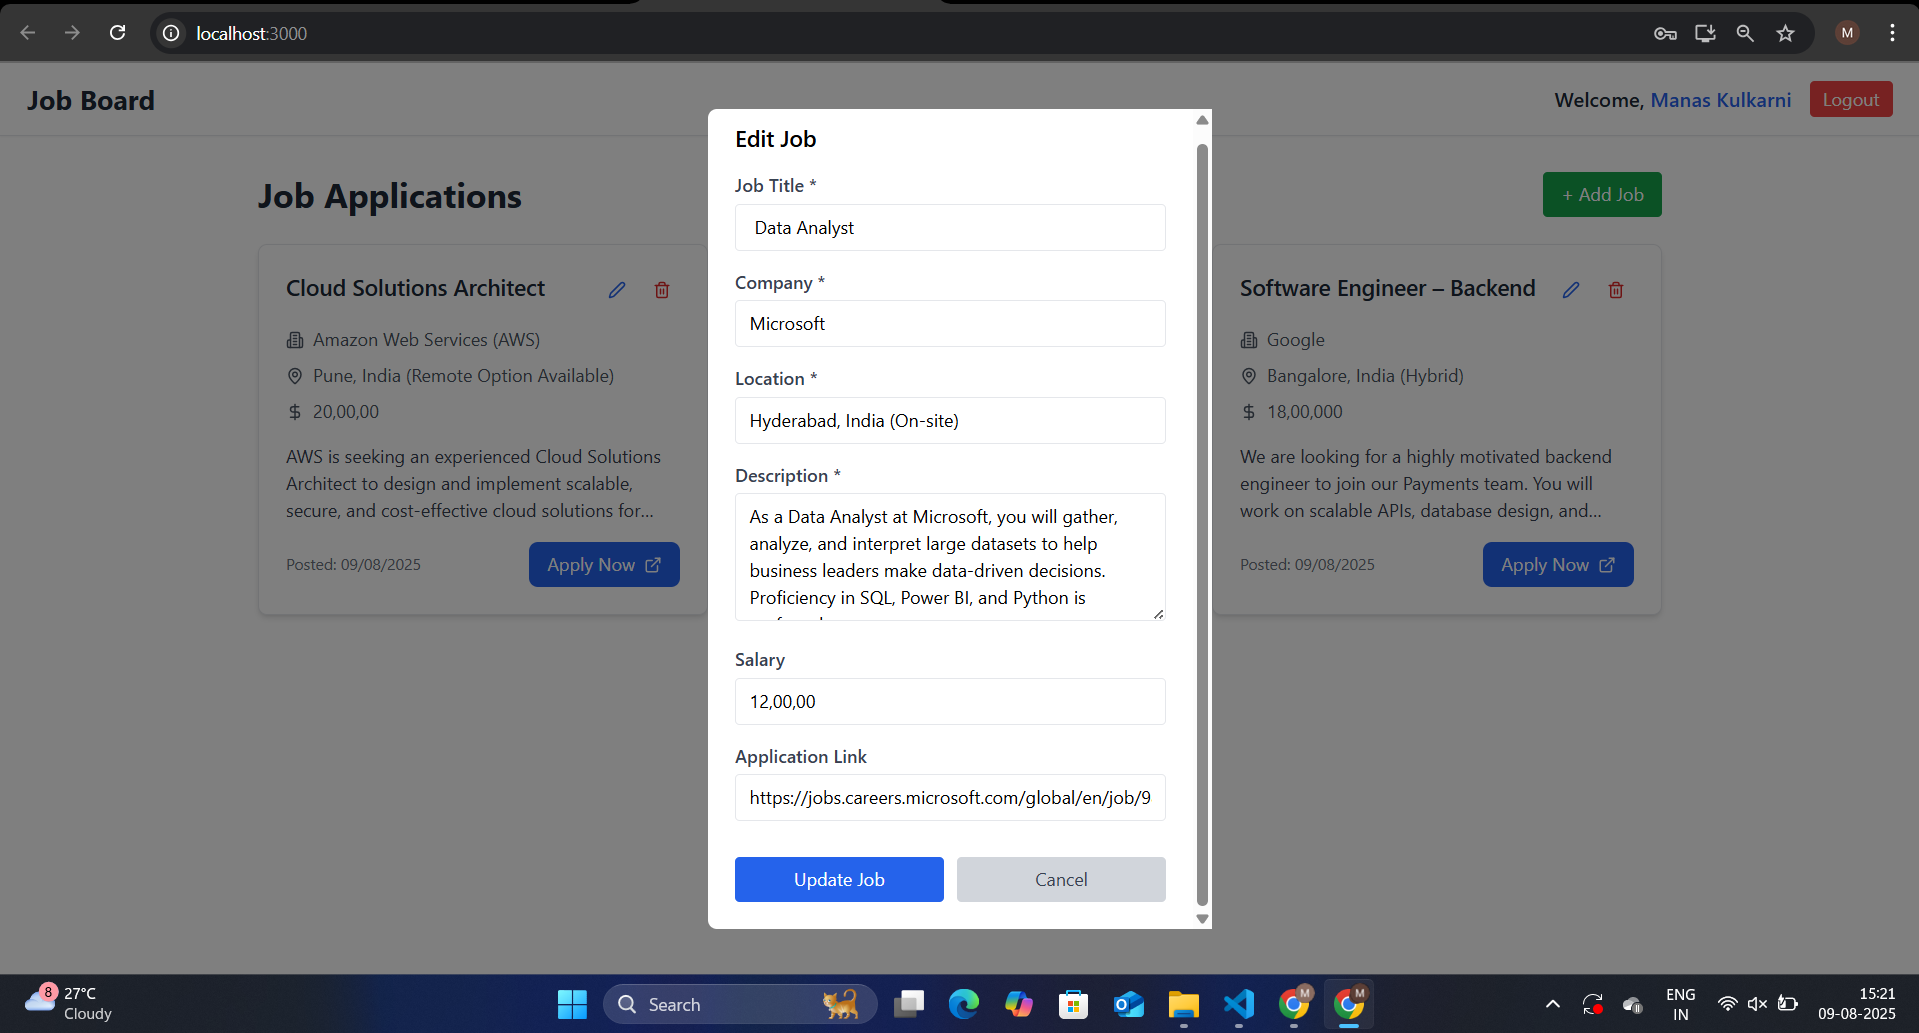 localhost:3000
M
Job Board
Welcome, Manas Kulkarni
Logout
Job Applications
+ Add Job
Cloud Solutions Architect
Amazon Web Services (AWS)
Pune, India (Remote Option Available)
$ 20,00,00
AWS is seeking an experienced Cloud Solutions
Architect to design and implement scalable,
secure, and cost-effective cloud solutions for...
Posted: 09/08/2025
Apply Now
Edit Job
Job Title *
Data Analyst
Company *
Microsoft
Location *
Hyderabad, India (On-site)
Description *
As a Data Analyst at Microsoft, you will gather,
analyze, and interpret large datasets to help
business leaders make data-driven decisions.
Proficiency in SQL, Power BI, and Python is
Salary
12,00,00
Application Link
https://jobs.careers.microsoft.com/global/en/job/9
Update Job
Cancel
Software Engineer – Backend
Google
Bangalore, India (Hybrid)
$ 18,00,000
We are looking for a highly motivated backend
engineer to join our Payments team. You will
work on scalable APIs, database design, and...
Posted: 09/08/2025
Apply Now
8
27°C
Cloudy
Search
M
M
ENG
IN
15:21
09-08-2025